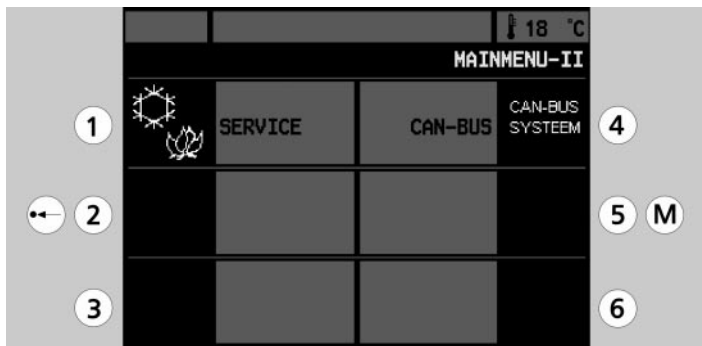 18 °C
MAINMENU-II
1
SERVICE
CAN-BUS
CAN-BUS
SYSTEEM
4
2
5 M
3
6